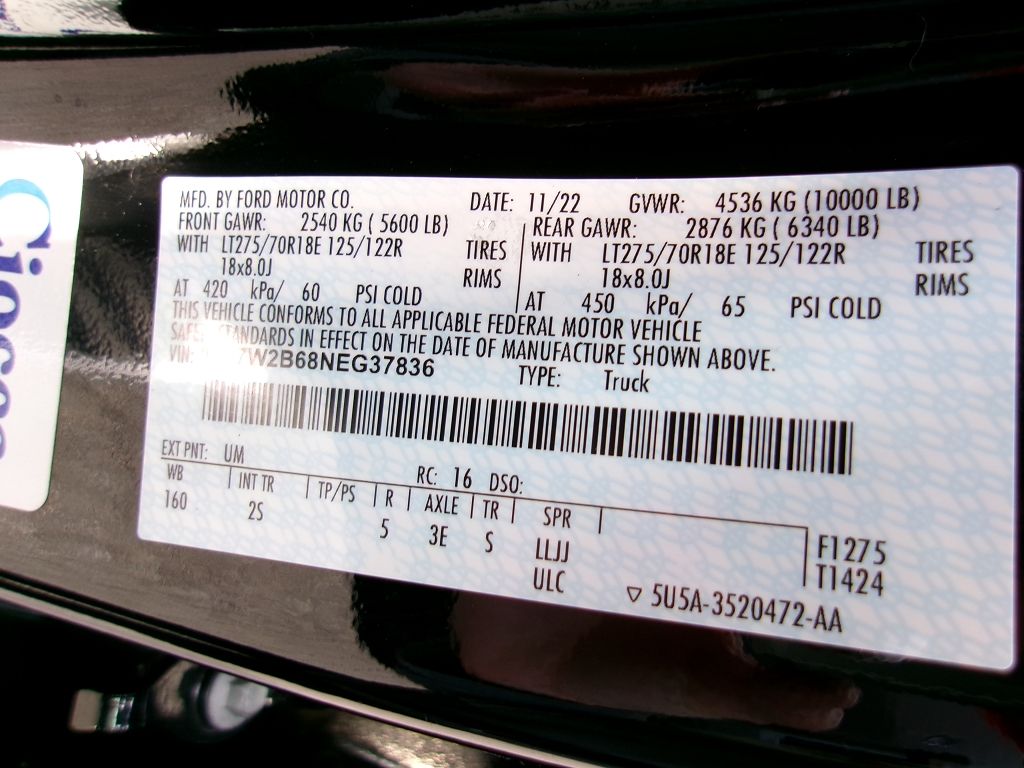 MFD. BY FORD MOTOR CO. DATE: 11/22 GVWR: 4536 KG (10000 LB)
FRONT GAWR: 2540 KG ( 5600 LB) REAR GAWR: 2876 KG ( 6340 LB)
WITH LT275/70R18E 125/122R TIRES WITH LT275/70R18E 125/122R TIRES
18x8.0J RIMS 18x8.0J RIMS
AT 420 kPa/ 60 PSI COLD AT 450 kPa/ 65 PSI COLD
THIS VEHICLE CONFORMS TO ALL APPLICABLE FEDERAL MOTOR VEHICLE
STANDARDS IN EFFECT ON THE DATE OF MANUFACTURE SHOWN ABOVE.
VIN: W2B68NEG37836 TYPE: Truck
EXT PNT: UM RC: 16 DSO:
WB INT TR TP/PS R AXLE TR SPR
160 2S 5 3E S LLJJ F1275
ULC T1424
5U5A-3520472-AA